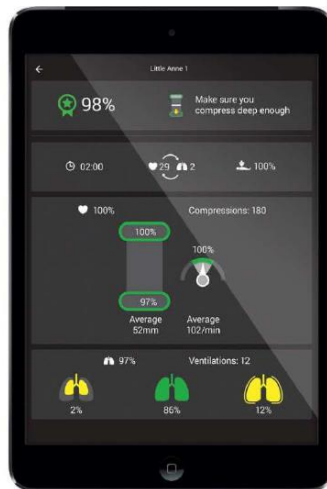 Little Anne 1
98%
Make sure you
compress deep enough
02:00
29
2
100%
100%
Compressions: 180
100%
100%
97%
Average
52mm
Average
102/min
97%
Ventilations: 12
2%
86%
12%